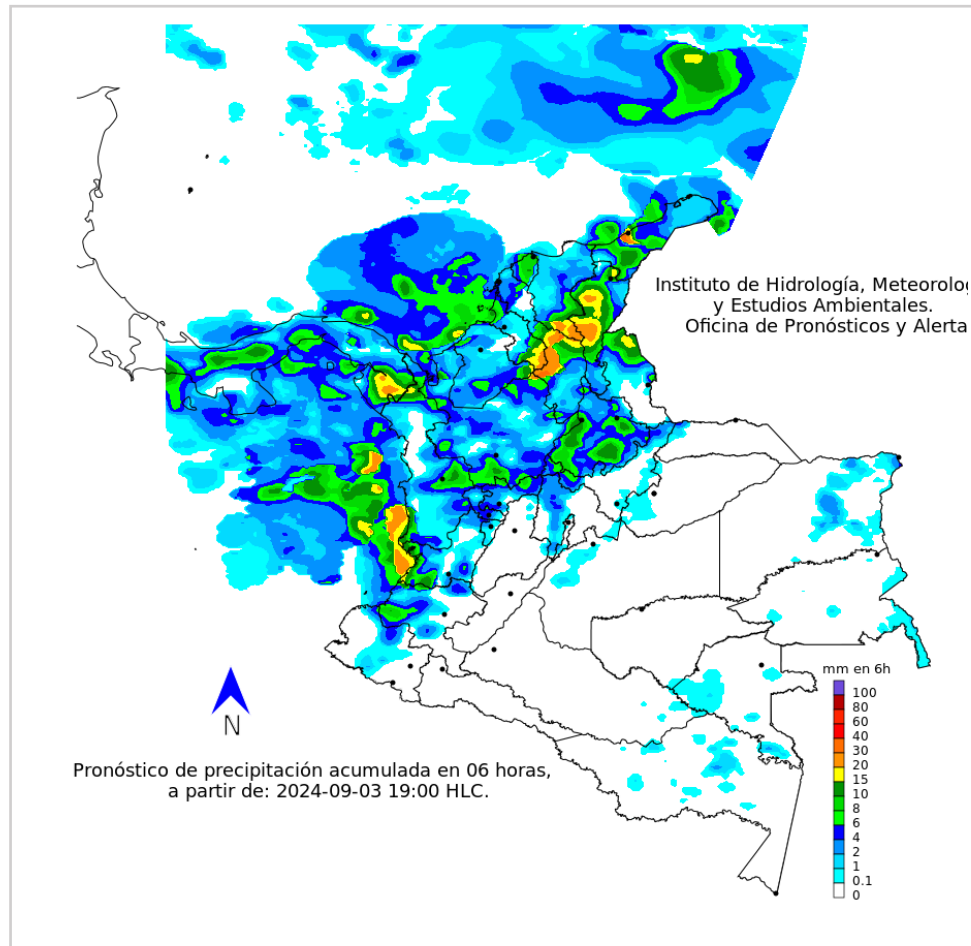 Instituto de Hidrología, Meteorolog
y Estudios Ambientales.
Oficina de Pronósticos y Alerta
mm en 6h
100
80
60
40
30
20
15
10
8
6
4
2
1
0.1
0
N
Pronóstico de precipitación acumulada en 06 horas,
a partir de: 2024-09-03 19:00 HLC.